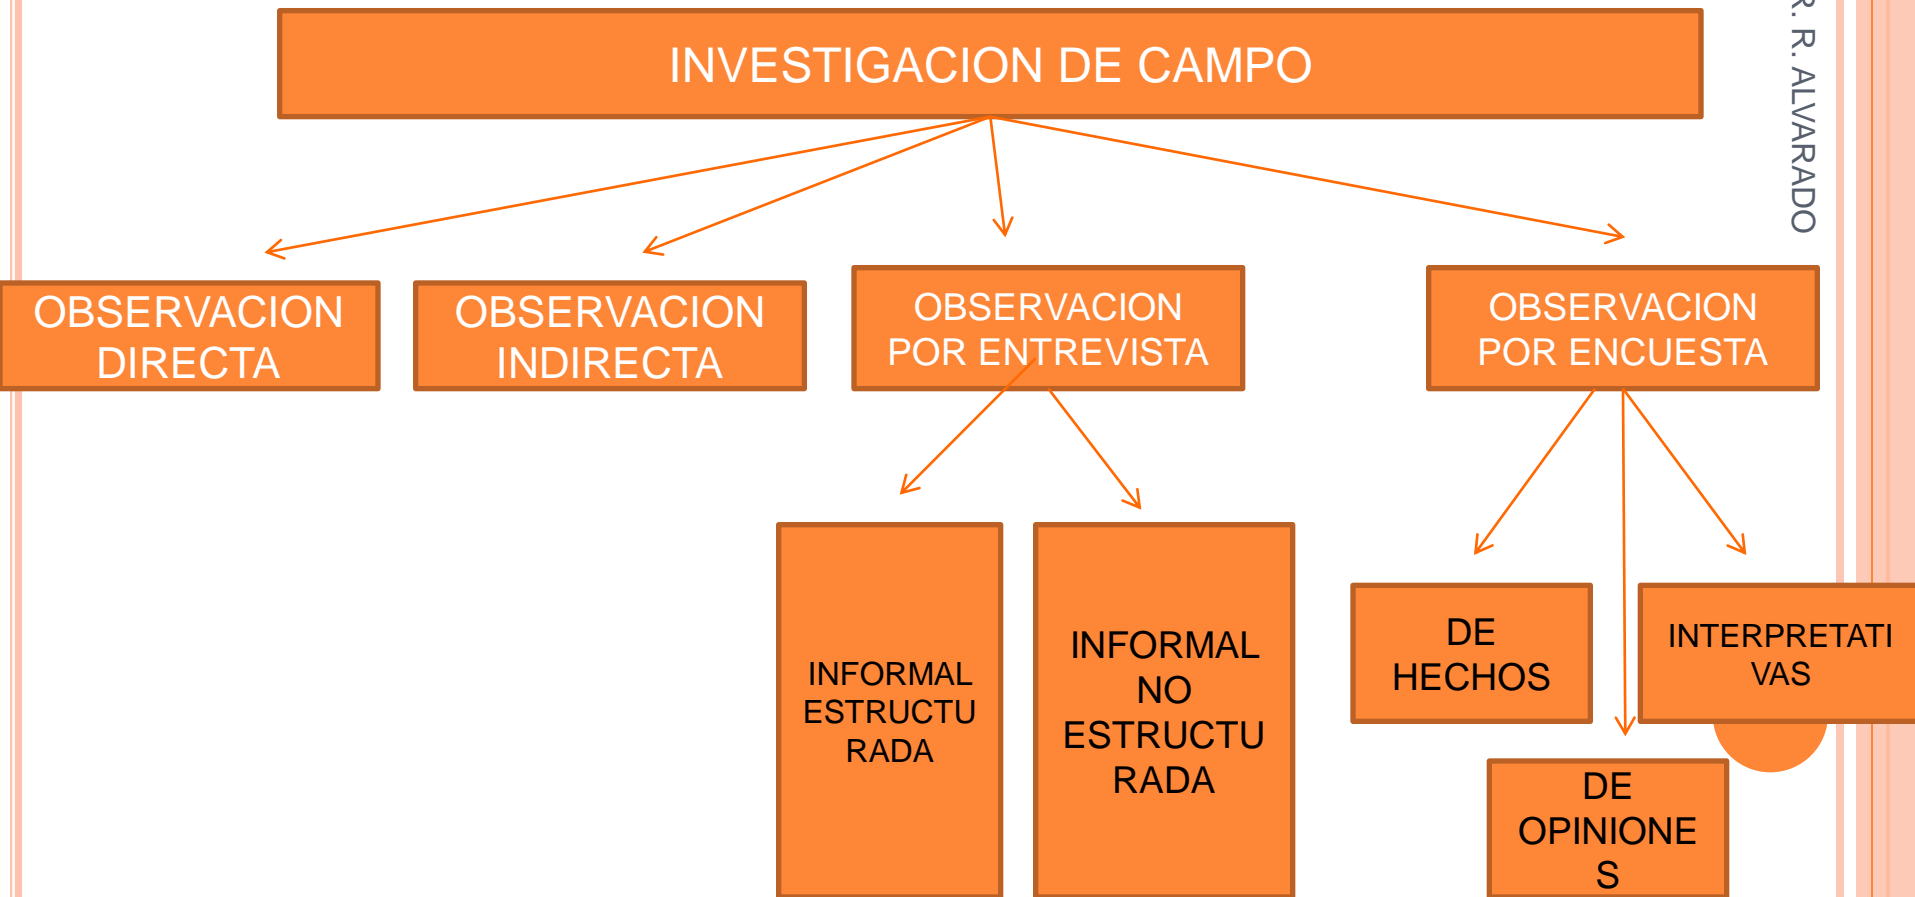 INVESTIGACION DE CAMPO
R. R. ALVARADO
OBSERVACION
DIRECTA
OBSERVACION
INDIRECTA
OBSERVACION
POR ENTREVISTA
OBSERVACION
POR ENCUESTA
INFORMAL
ESTRUCTU
RADA
INFORMAL
NO
ESTRUCTU
RADA
DE
HECHOS
INTERPRETATI
VAS
DE
OPINIONE
S